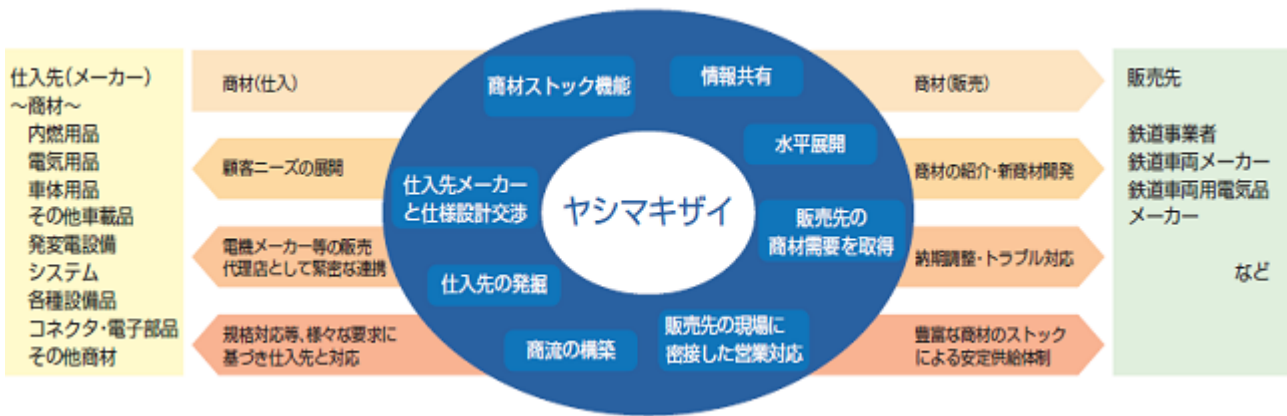 仕入先(メーカー)
～商材～
内燃用品
電気用品
車体用品
その他車載品
発変電設備
システム
各種設備品
コネクタ・電子部品
その他商材
商材(仕入)
顧客ニーズの展開
電機メーカー等の販売
代理店として緊密な連携
規格対応等、様々な要求に
基づき仕入先と対応
商材ストック機能
情報共有
水平展開
仕入先メーカー
と仕様設計交渉
ヤシマキザイ
販売先の
商材需要を取得
仕入先の発掘
商流の構築
販売先の現場に
密接した営業対応
商材(販売)
商材の紹介・新商材開発
納期調整・トラブル対応
豊富な商材のストック
による安定供給体制
販売先
鉄道事業者
鉄道車両メーカー
鉄道車両用電気品
メーカー
など